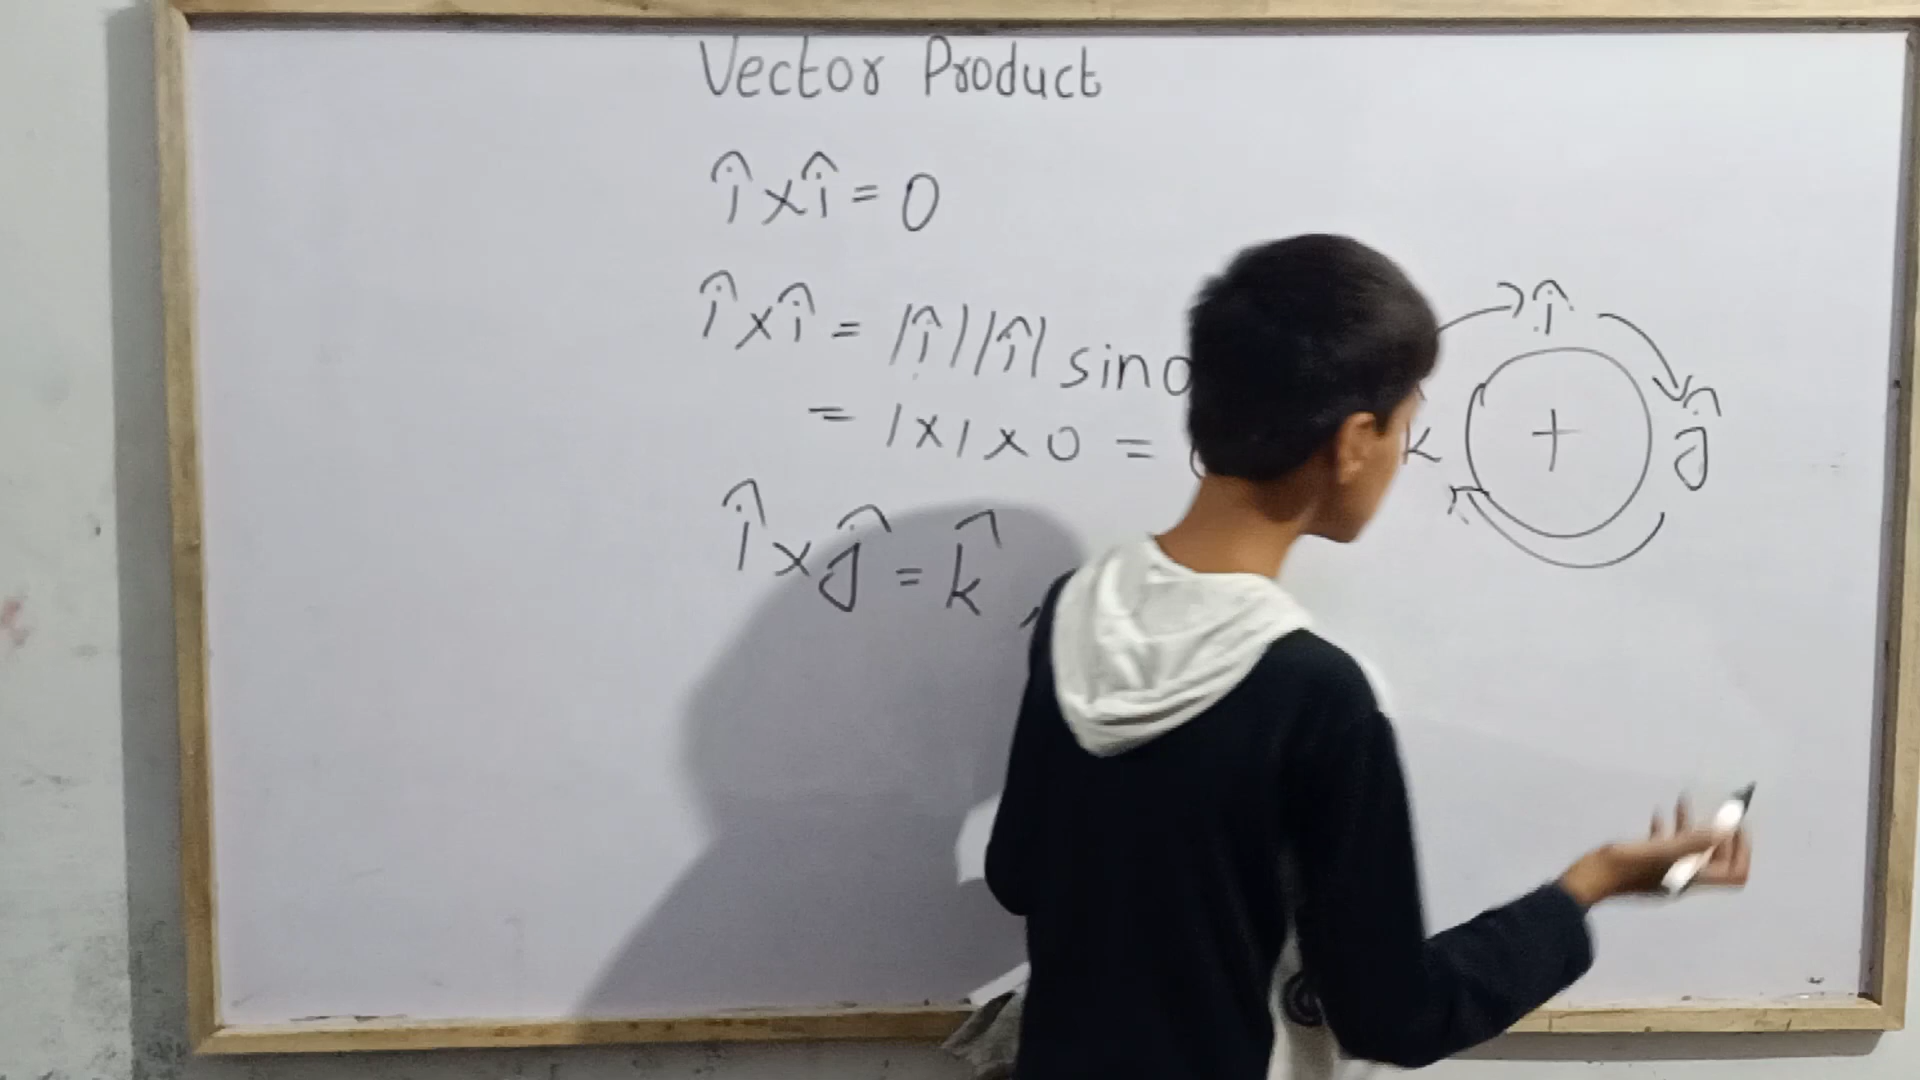 Vector Product
î × î = 0
î × î = |î||î| sin0
= 1 × 1 × 0 =
î × ĵ = k̂ ,
î
+
k
ĵ